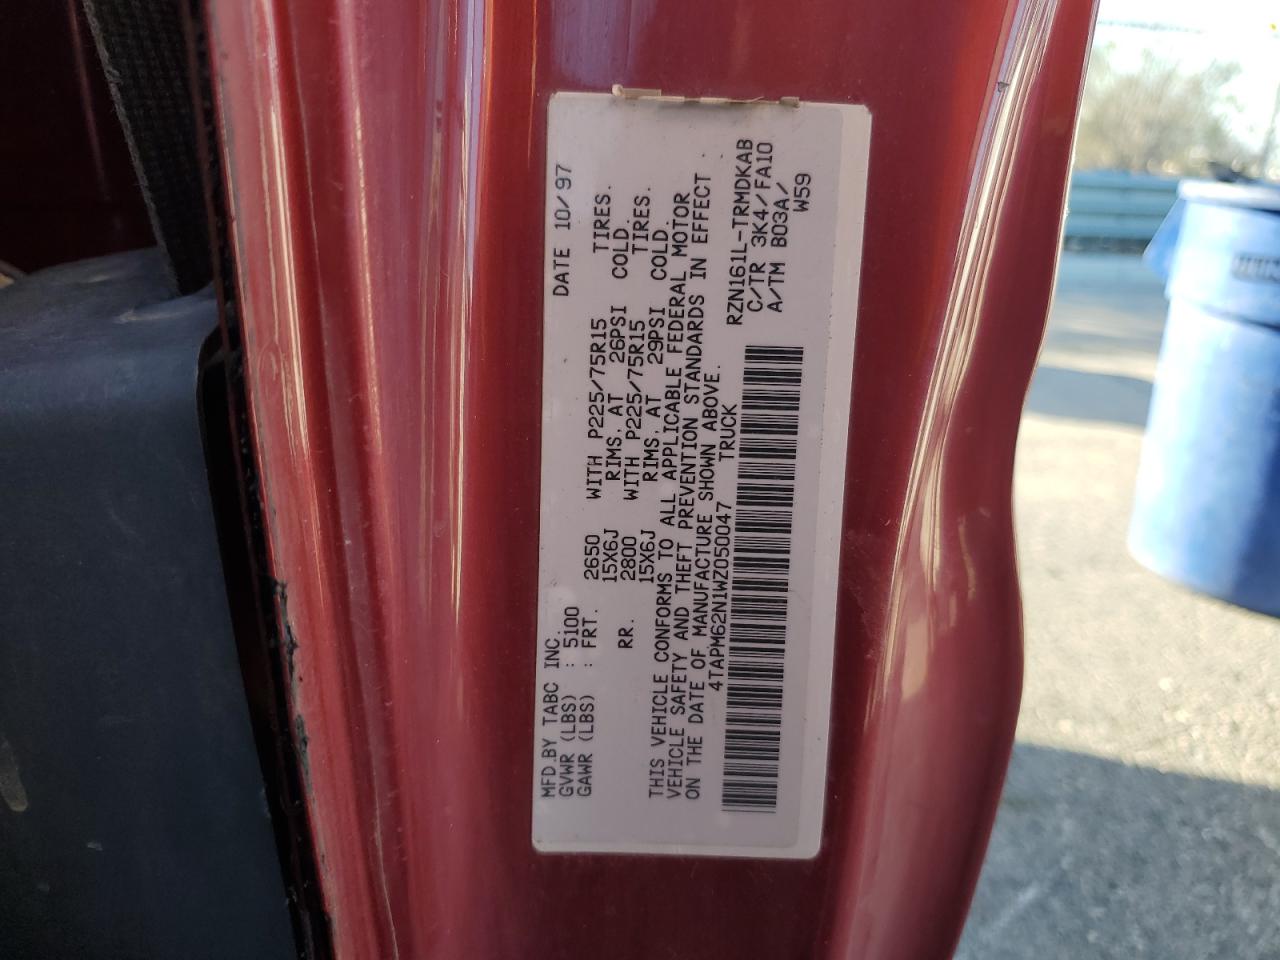 MFD.BY TABC INC. DATE 10/97
GVWR (LBS) : 5100
GAWR (LBS) : FRT. 2650 WITH P225/75R15 TIRES.
15X6J RIMS. AT 26PSI COLD.
RR. 2800 WITH P225/75R15 TIRES.
15X6J RIMS. AT 29PSI COLD.
THIS VEHICLE CONFORMS TO ALL APPLICABLE FEDERAL MOTOR
VEHICLE SAFETY AND THEFT PREVENTION STANDARDS IN EFFECT
ON THE DATE OF MANUFACTURE SHOWN ABOVE.
4TAPM62N1WZ050047 TRUCK
RZN161L-TRMDKAB
C/TR 3K4/FA10
A/TM B03A/
W59